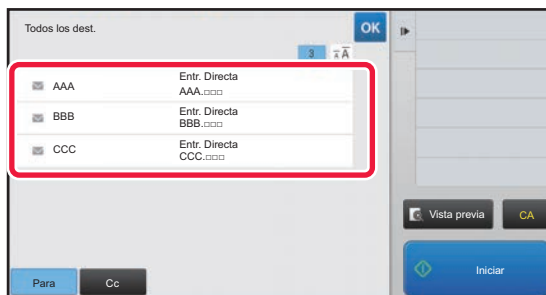 Todos los dest.
OK
3
AAA
Entr. Directa
AAA.□□□
BBB
Entr. Directa
BBB.□□□
CCC
Entr. Directa
CCC.□□□
Vista previa
CA
Iniciar
Para
Cc